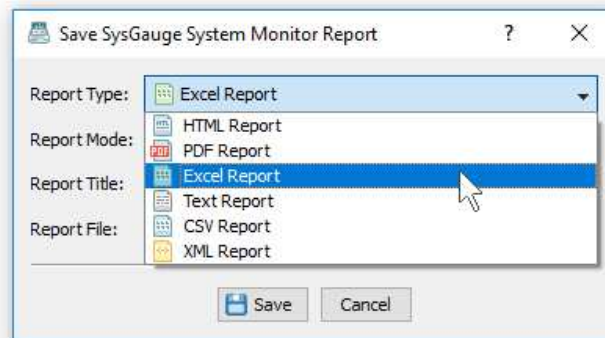 Save SysGauge System Monitor Report ?
Report Type: Excel Report
HTML Report
Report Mode:
PDF PDF Report
Excel Report
Report Title:
Text Report
Report File:
CSV Report
XML Report
Save Cancel